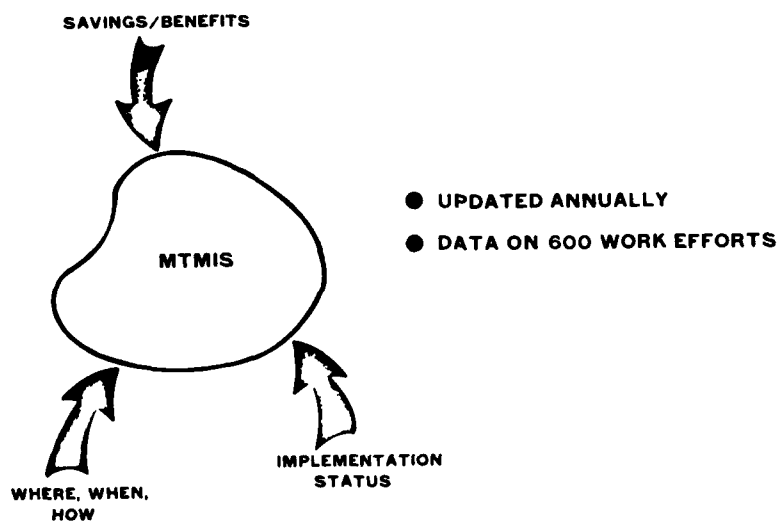 SAVINGS/BENEFITS
MTMIS
● UPDATED ANNUALLY
● DATA ON 600 WORK EFFORTS
IMPLEMENTATION
STATUS
WHERE, WHEN,
HOW